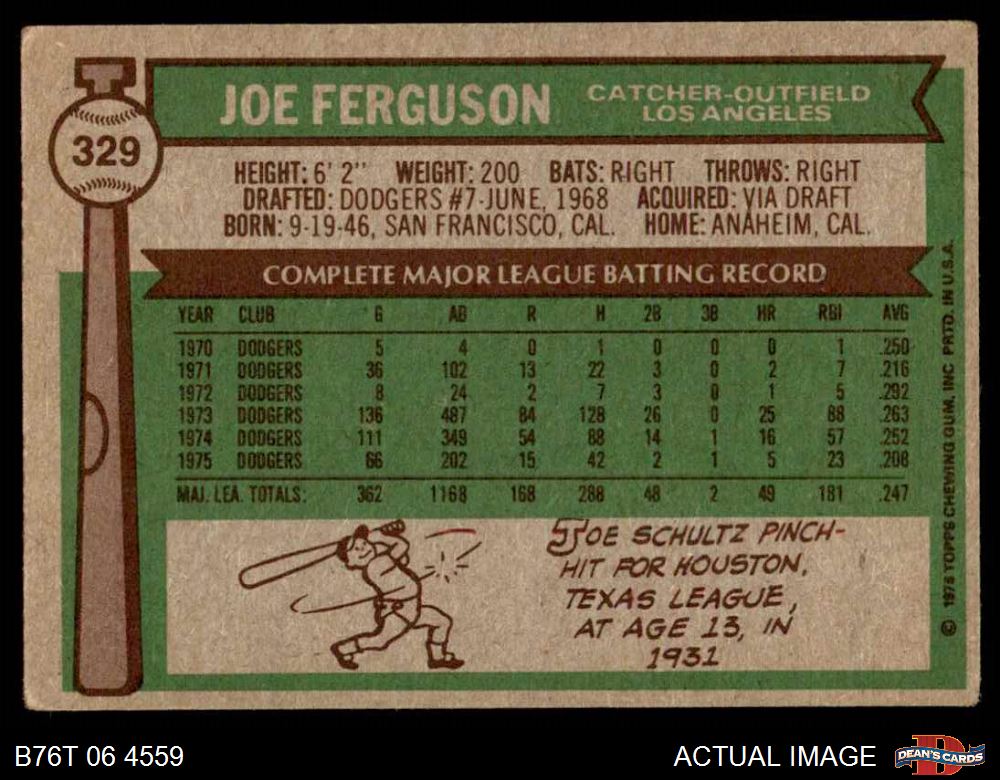 JOE FERGUSON
CATCHER-OUTFIELD
LOS ANGELES
329
HEIGHT: 6' 2" WEIGHT: 200 BATS: RIGHT THROWS: RIGHT
DRAFTED: DODGERS #7-JUNE, 1968 ACQUIRED: VIA DRAFT
BORN: 9-19-46, SAN FRANCISCO, CAL. HOME: ANAHEIM, CAL.
COMPLETE MAJOR LEAGUE BATTING RECORD
YEAR CLUB G AB R H 2B 3B HR RBI AVG
1970 DODGERS 5 4 0 1 0 0 0 1 .250
1971 DODGERS 36 102 13 22 3 0 2 7 .216
1972 DODGERS 8 24 2 7 3 0 1 5 .292
1973 DODGERS 136 487 84 128 26 0 25 88 .263
1974 DODGERS 111 349 54 88 14 1 16 57 .252
1975 DODGERS 66 202 15 42 2 1 5 23 .208
MAJ. LEA. TOTALS: 362 1168 168 288 48 2 49 181 .247
JOE SCHULTZ PINCH-
HIT FOR HOUSTON,
TEXAS LEAGUE,
AT AGE 13, IN
1931
© 1976 TOPPS CHEWING GUM, INC PRTD. IN U.S.A.
B76T 06 4559
ACTUAL IMAGE
D
DEAN'S CARDS